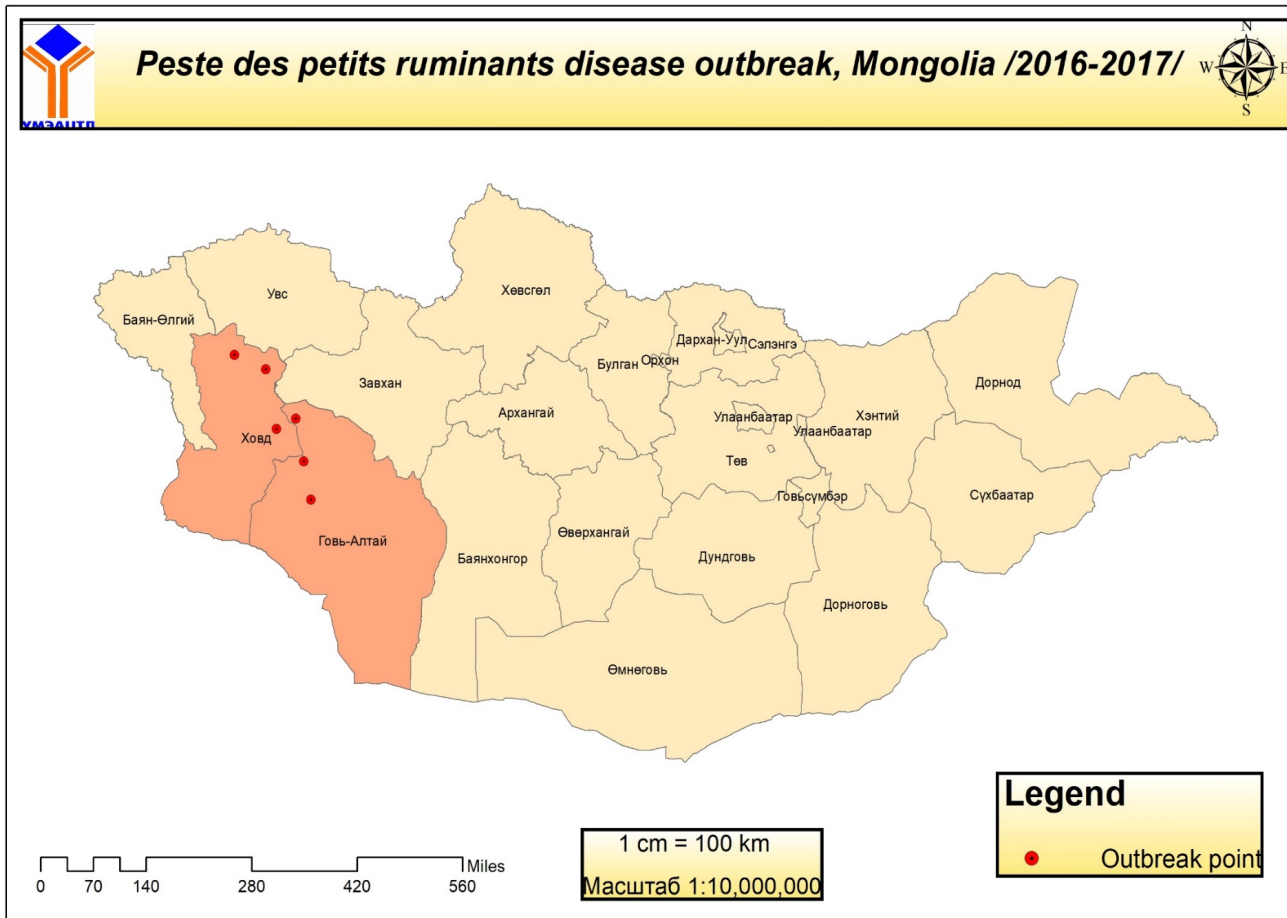 Peste des petits ruminants disease outbreak, Mongolia /2016-2017/
N
W
E
S
УМЭАЦТЛ
Хөвсгөл
Увс
Баян-Өлгий
Дархан-Уул
Сэлэнгэ
Орхон
Булган
Завхан
Дорнод
Архангай
Улаанбаатар
Хэнтий
Улаанбаатар
Ховд
Төв
Говьсүмбэр
Сүхбаатар
Говь-Алтай
Өвөрхангай
Баянхонгор
Дундговь
Дорноговь
Өмнөговь
Legend
Outbreak point
1 cm = 100 km
Масштаб 1:10,000,000
Miles
0 70 140 280 420 560